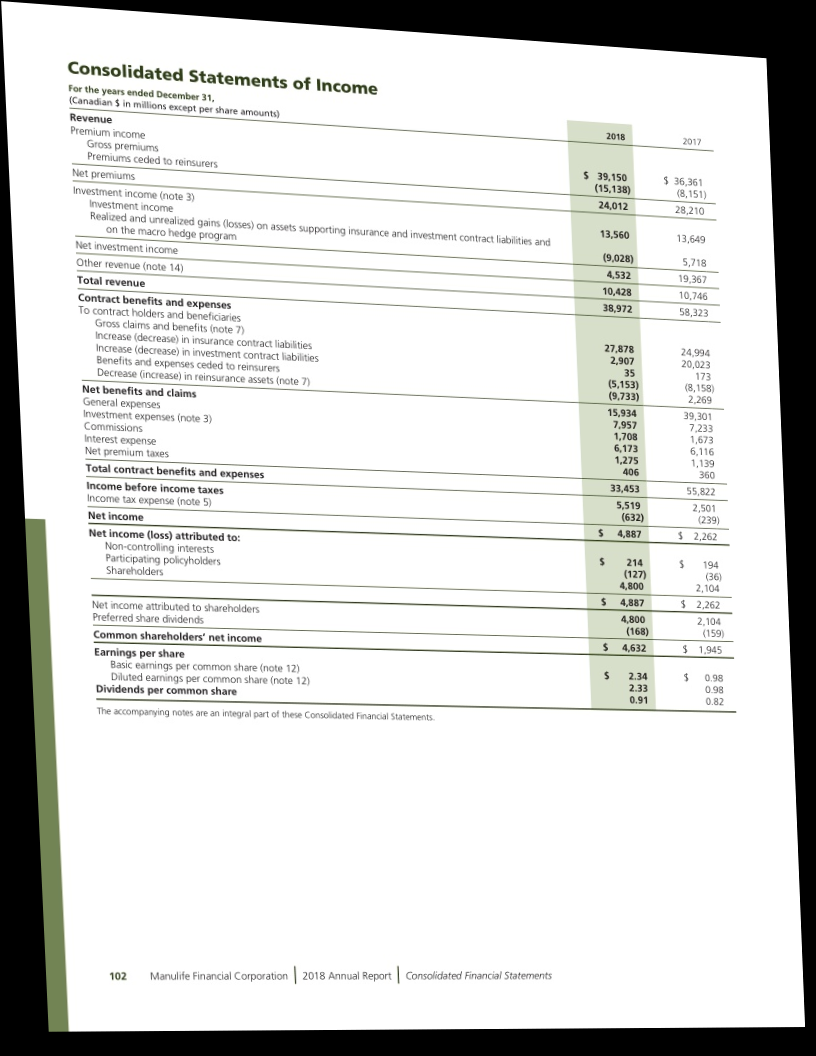 Consolidated Statements of Income
For the years ended December 31,
(Canadian $ in millions except per share amounts) 2018 2017
Revenue
Premium income
Gross premiums $ 39,150 $ 36,361
Premiums ceded to reinsurers (15,138) (8,151)
Net premiums 24,012 28,210
Investment income (note 3)
Investment income 13,560 13,649
Realized and unrealized gains (losses) on assets supporting insurance and investment contract liabilities and
on the macro hedge program (9,028) 5,718
Net investment income 4,532 19,367
Other revenue (note 14) 10,428 10,746
Total revenue 38,972 58,323
Contract benefits and expenses
To contract holders and beneficiaries
Gross claims and benefits (note 7) 27,878 24,994
Increase (decrease) in insurance contract liabilities 2,907 20,023
Increase (decrease) in investment contract liabilities 35 173
Benefits and expenses ceded to reinsurers (5,153) (8,158)
Decrease (increase) in reinsurance assets (note 7) (9,733) 2,269
Net benefits and claims 15,934 39,301
General expenses 7,957 7,233
Investment expenses (note 3) 1,708 1,673
Commissions 6,173 6,116
Interest expense 1,275 1,139
Net premium taxes 406 360
Total contract benefits and expenses 33,453 55,822
Income before income taxes 5,519 2,501
Income tax expense (note 5) (632) (239)
Net income $ 4,887 $ 2,262
Net income (loss) attributed to:
Non-controlling interests $ 214 $ 194
Participating policyholders (127) (36)
Shareholders 4,800 2,104
$ 4,887 $ 2,262
Net income attributed to shareholders 4,800 2,104
Preferred share dividends (168) (159)
Common shareholders' net income $ 4,632 $ 1,945
Earnings per share
Basic earnings per common share (note 12) $ 2.34 $ 0.98
Diluted earnings per common share (note 12) 2.33 0.98
Dividends per common share 0.91 0.82
The accompanying notes are an integral part of these Consolidated Financial Statements.
102 Manulife Financial Corporation | 2018 Annual Report | Consolidated Financial Statements